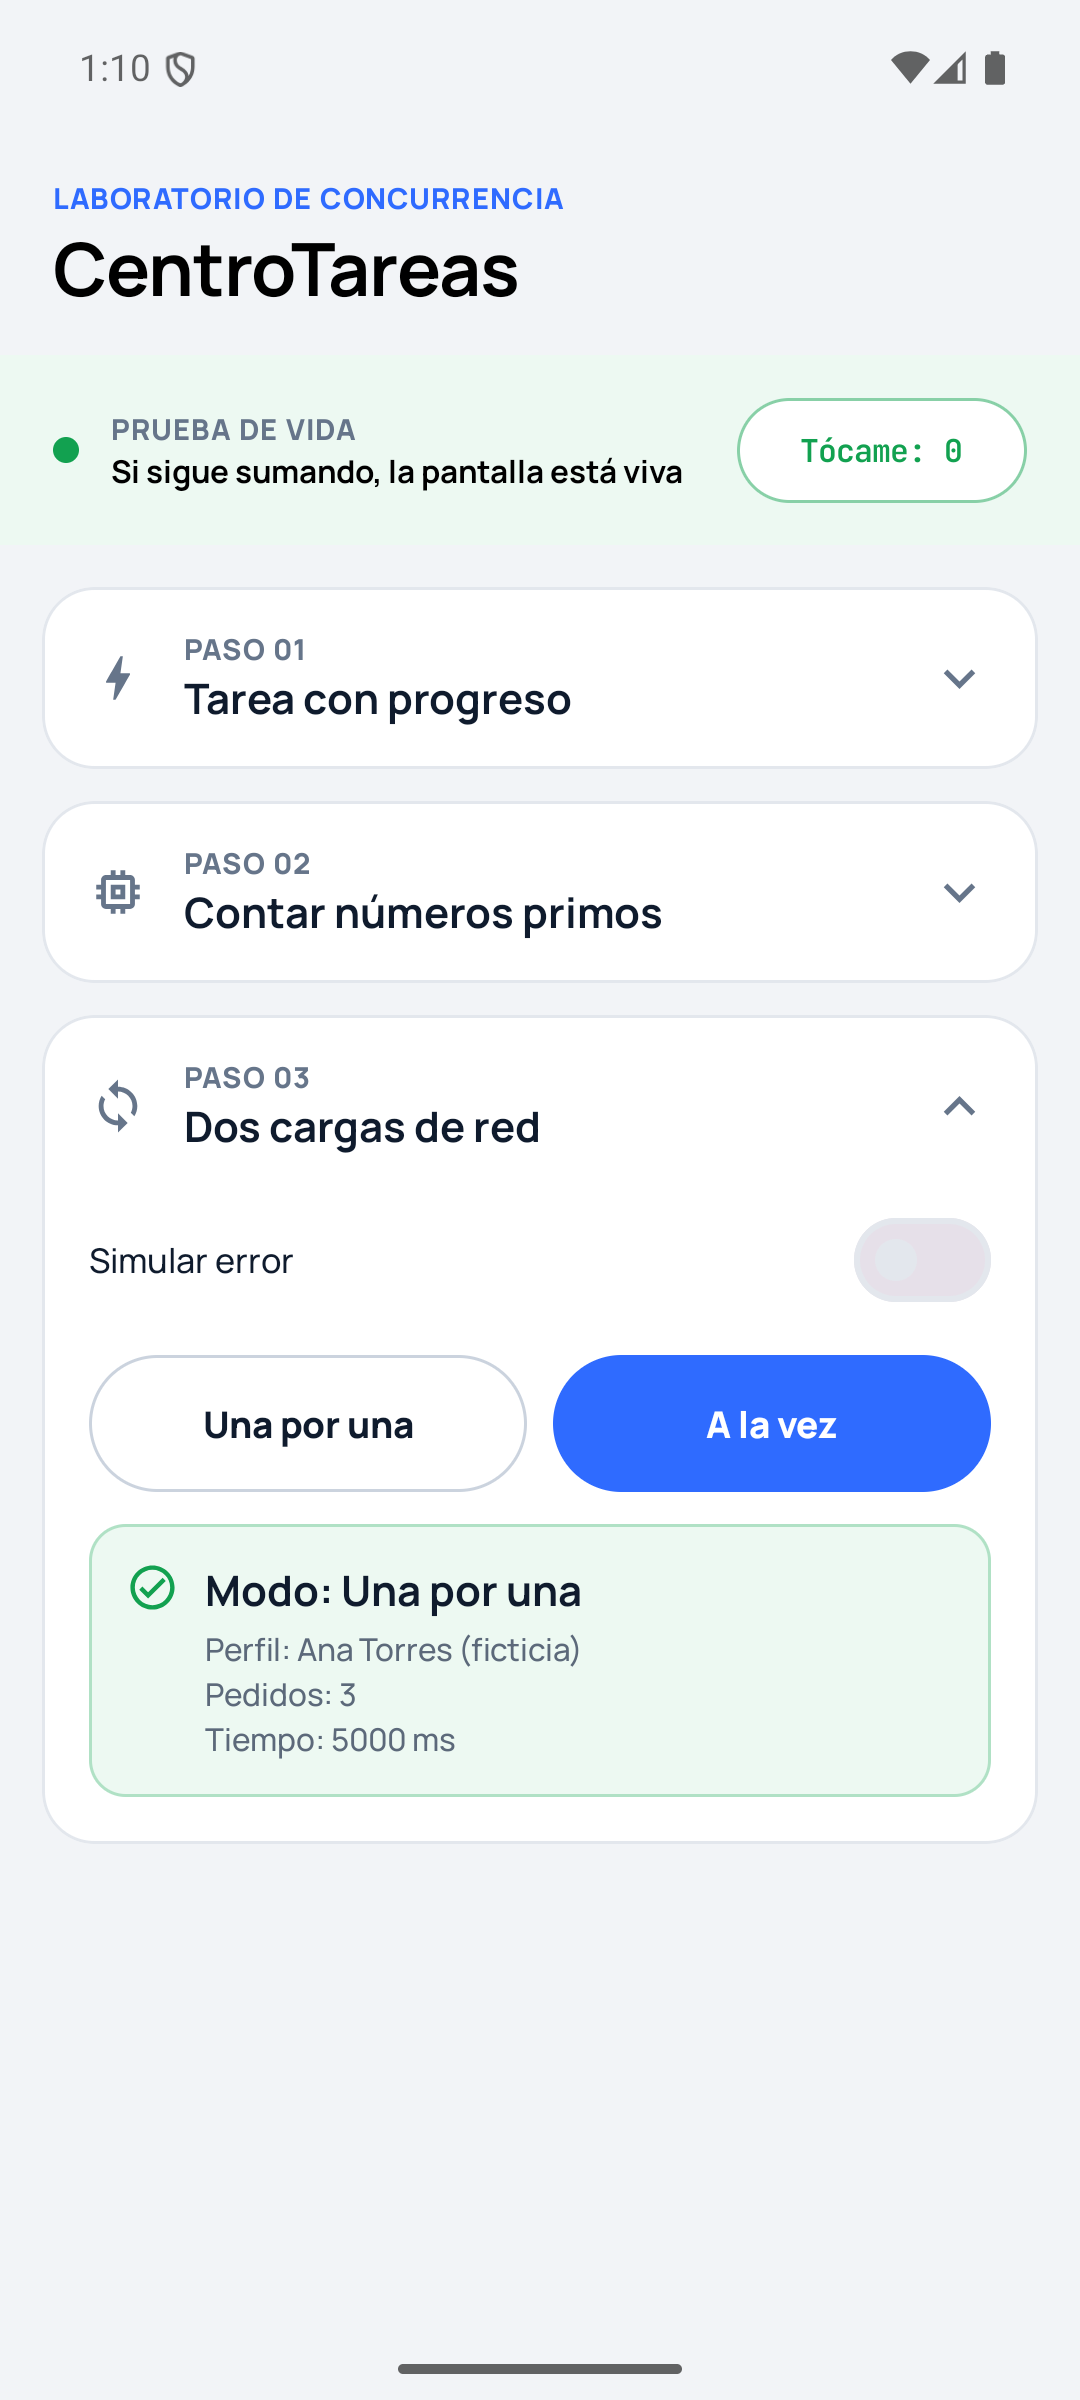 1:10
LABORATORIO DE CONCURRENCIA
CentroTareas
PRUEBA DE VIDA
Si sigue sumando, la pantalla está viva
Tócame: 0
PASO 01
Tarea con progreso
PASO 02
Contar números primos
PASO 03
Dos cargas de red
Simular error
Una por una
A la vez
Modo: Una por una
Perfil: Ana Torres (ficticia)
Pedidos: 3
Tiempo: 5000 ms